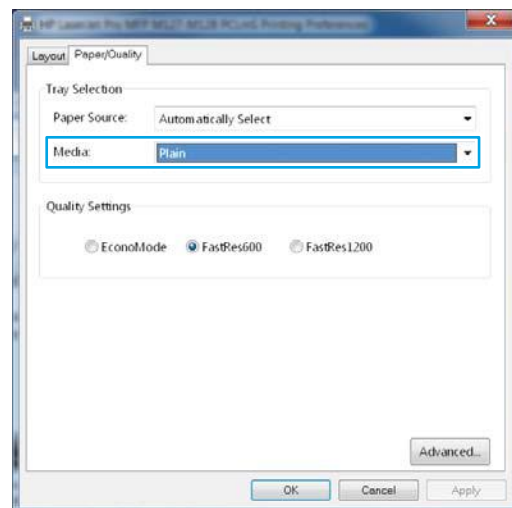 HP LaserJet Pro MFP M127-M128 PCLmS Printing Preferences
Layout Paper/Quality
Tray Selection
Paper Source: Automatically Select
Media: Plain
Quality Settings
EconoMode FastRes600 FastRes1200
Advanced...
OK Cancel Apply